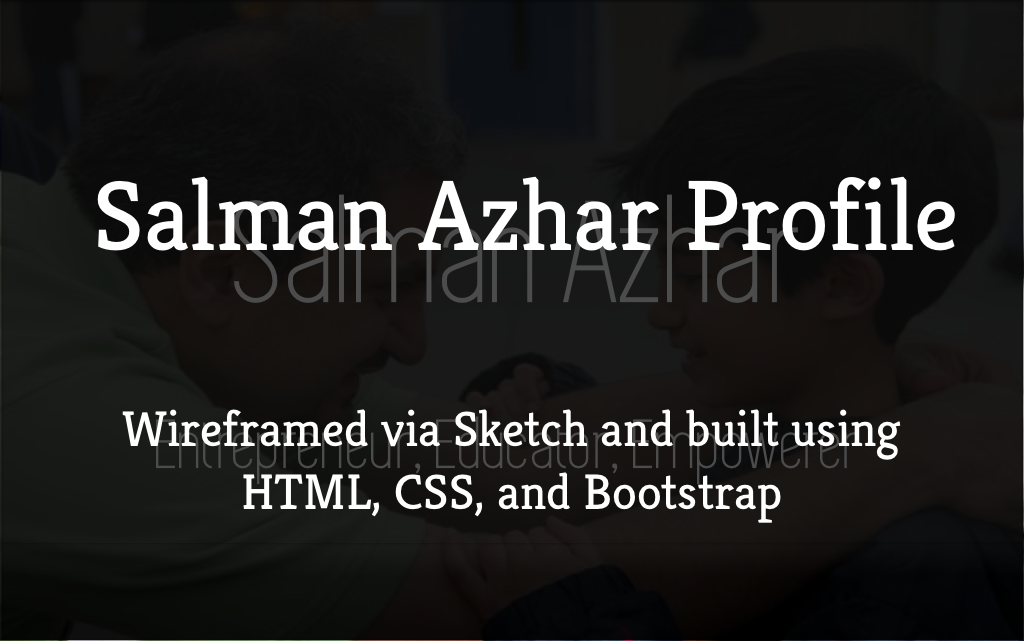 Salman Azhar Profile
Salman Azhar
Wireframed via Sketch and built using
Entrepreneur, Educator, Empowerer
HTML, CSS, and Bootstrap